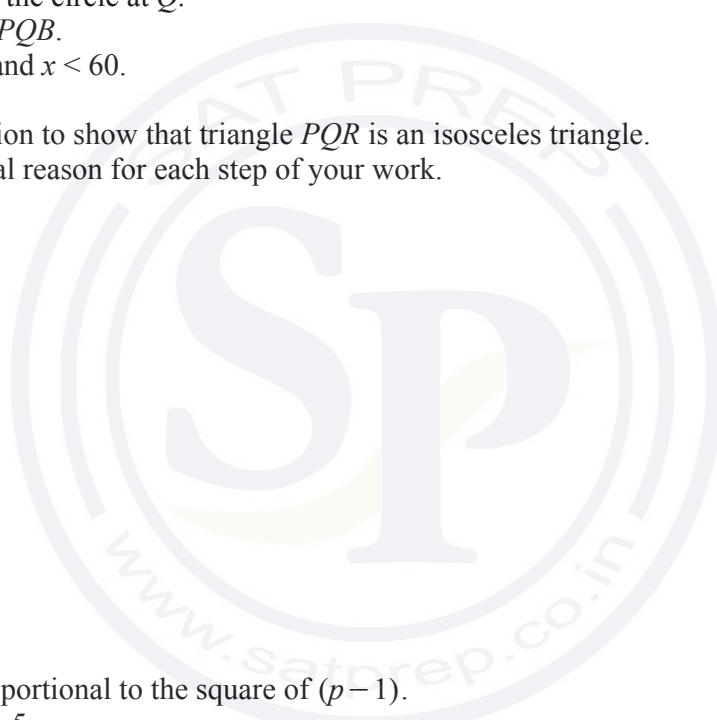 the circle at Q.
PQB.
and x < 60.
ion to show that triangle PQR is an isosceles triangle.
al reason for each step of your work.
SAT PREP
SP
www.satprep.co.in
portional to the square of (p − 1).
5